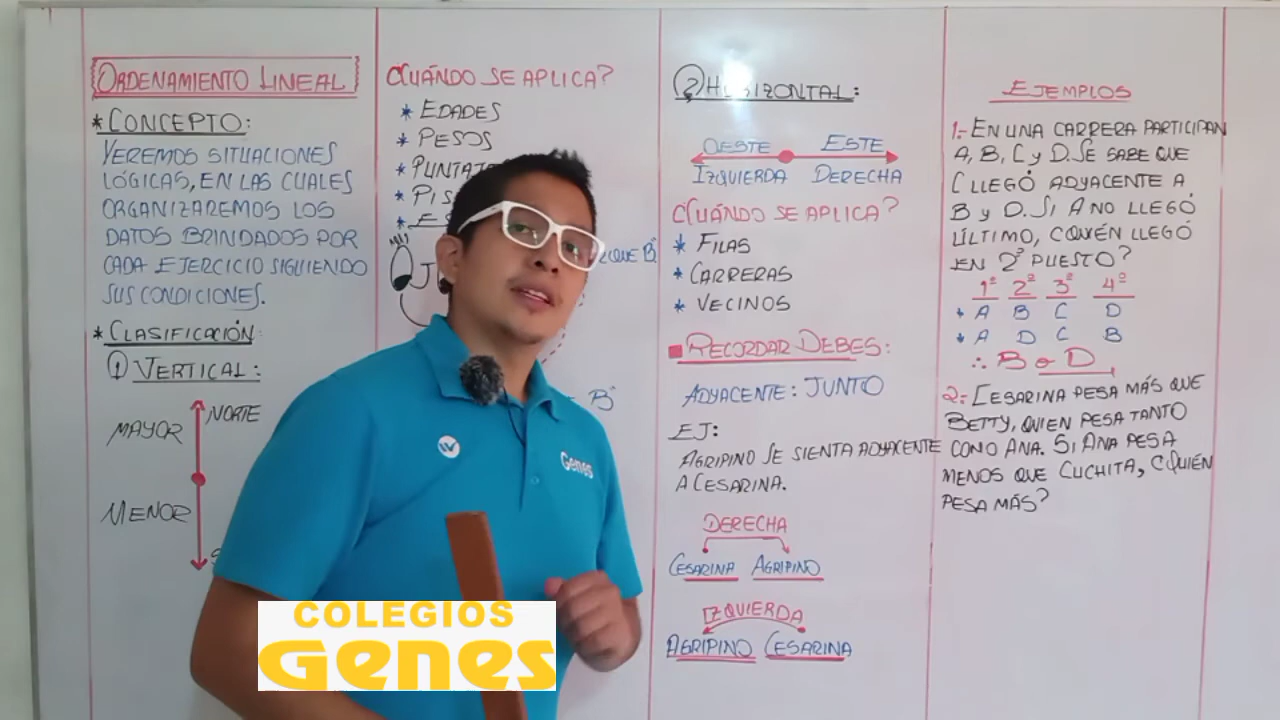 ORDENAMIENTO LINEAL
* CONCEPTO:
VEREMOS SITUACIONES
LÓGICAS, EN LAS CUALES
ORGANIZAREMOS LOS
DATOS BRINDADOS POR
CADA EJERCICIO SIGUIENDO
SUS CONDICIONES.
* CLASIFICACIÓN:
① VERTICAL:
NORTE
MAYOR
MENOR
¿CUÁNDO SE APLICA?
* EDADES
* PESOS
QUE B"
B"
② HORIZONTAL:
OESTE ESTE
IZQUIERDA DERECHA
¿CUÁNDO SE APLICA?
* FILAS
* CARRERAS
* VECINOS
RECORDAR DEBES:
ADYACENTE: JUNTO
EJ:
AGRIPINO SE SIENTA ADYACENTE
A CESARINA.
DERECHA
CESARINA AGRIPINO
IZQUIERDA
AGRIPINO CESARINA
EJEMPLOS
1.- EN UNA CARRERA PARTICIPAN
A, B, C y D. SE SABE QUE
C LLEGÓ ADYACENTE A
B y D. SI A NO LLEGÓ
ÚLTIMO, ¿QUIÉN LLEGÓ
EN 2º PUESTO?
1º 2º 3º 4º
* A B C D
* A D C B
∴ B o D
2.- CESARINA PESA MÁS QUE
BETTY, QUIEN PESA TANTO
COMO ANA. SI ANA PESA
MENOS QUE CUCHITA, ¿QUIÉN
PESA MÁS?
Genes
COLEGIOS
Genes